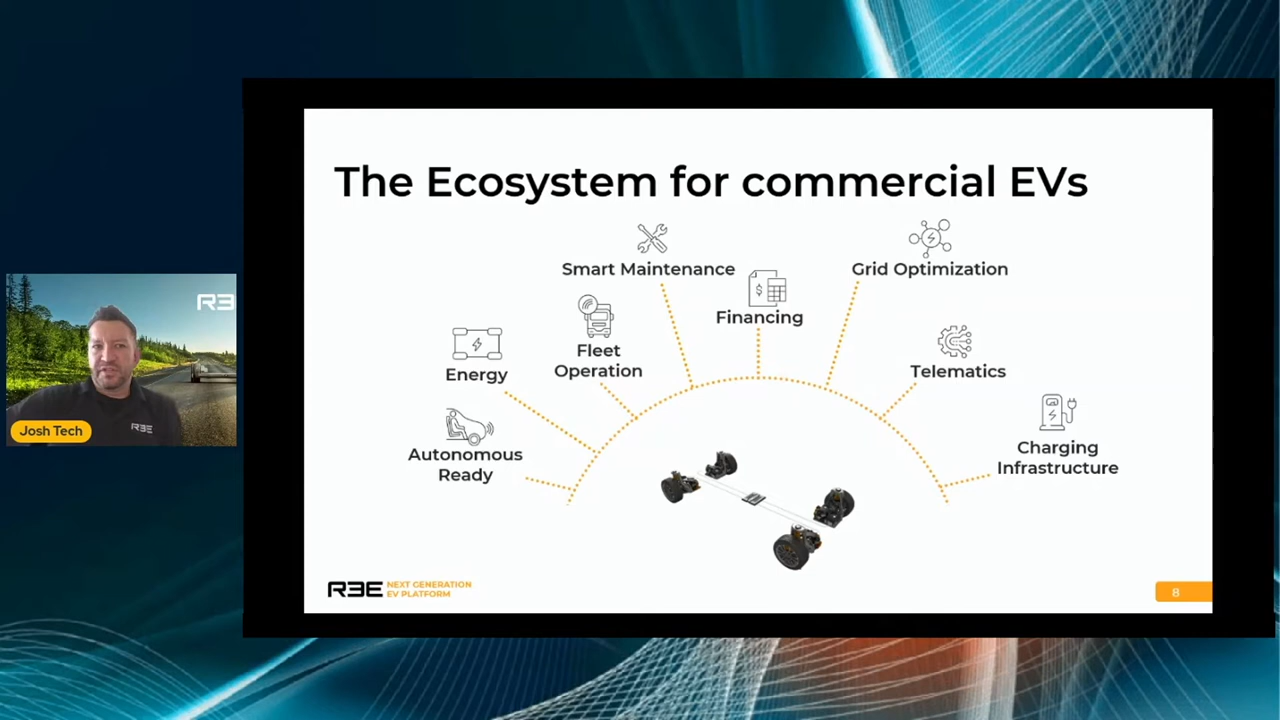 The Ecosystem for commercial EVs
Smart Maintenance
Grid Optimization
Financing
Fleet
Operation
Energy
Telematics
Autonomous
Ready
Charging
Infrastructure
R3
R3E
Josh Tech
R3E NEXT GENERATION
EV PLATFORM
8